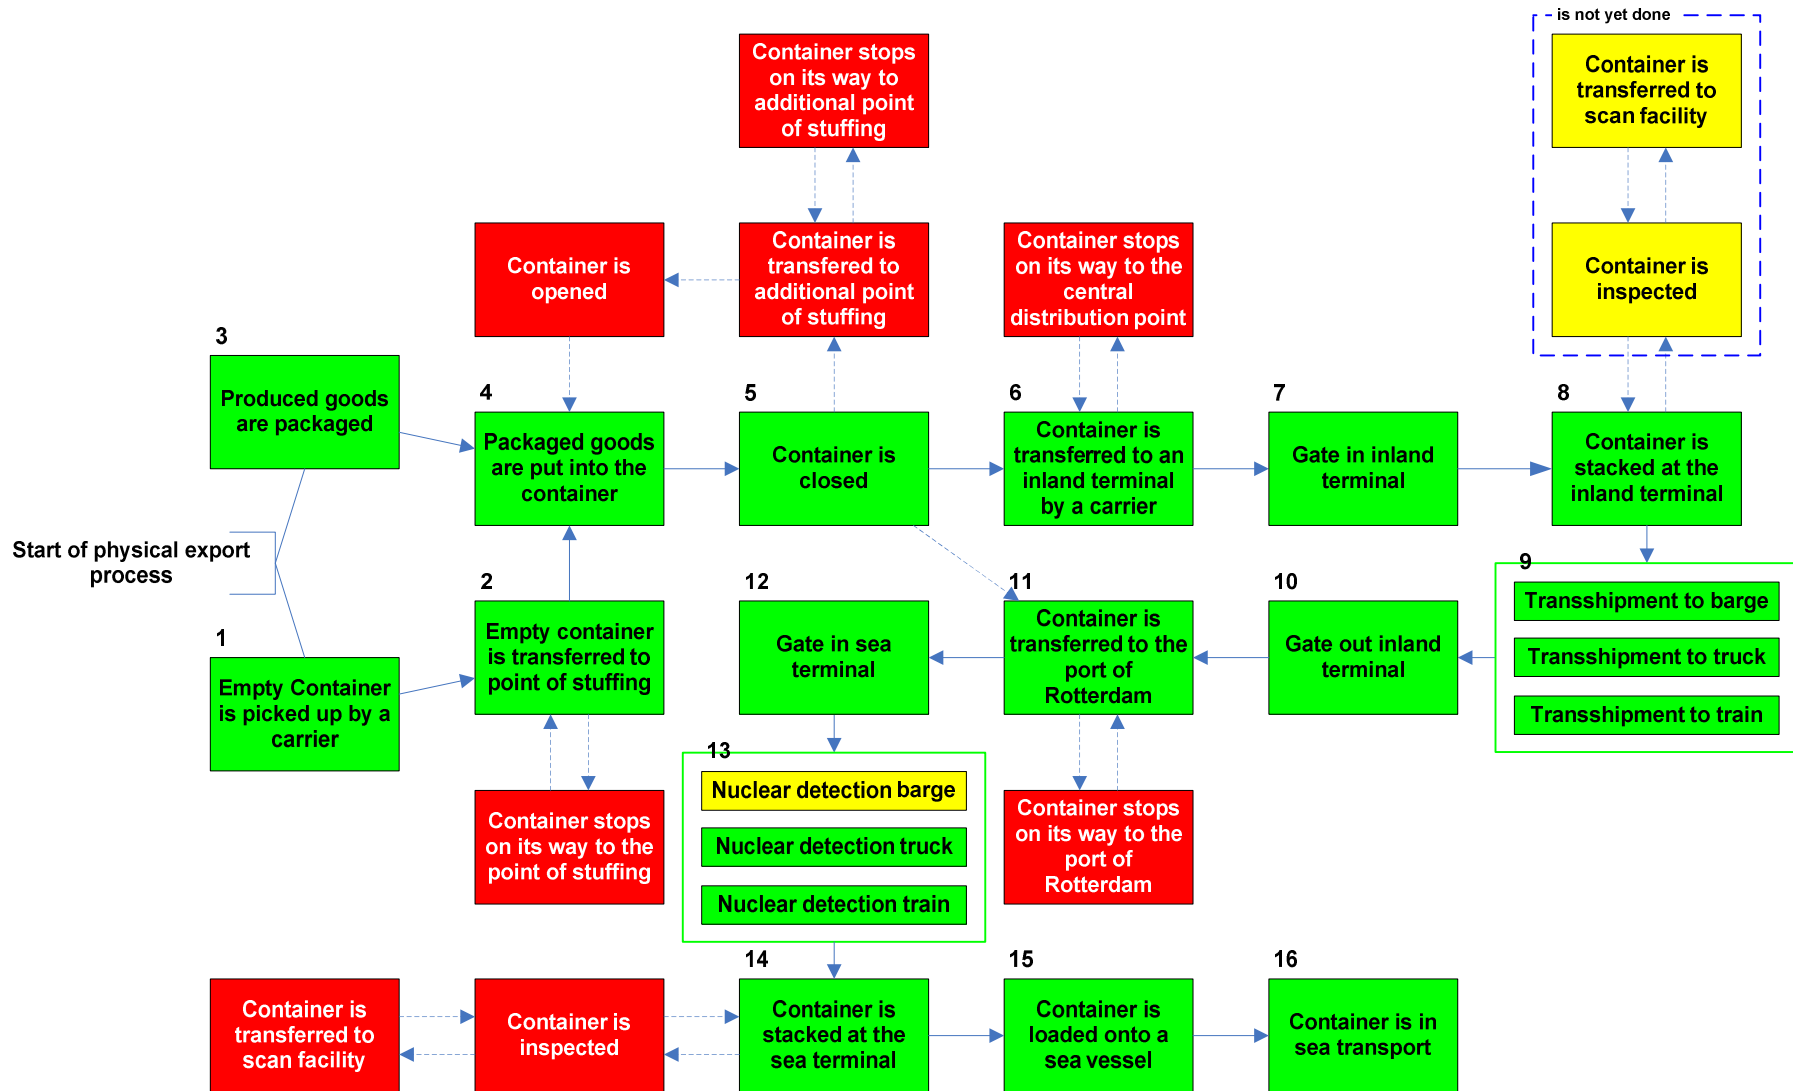 is not yet done
Container stops
on its way to
additional point
of stuffing
Container is
transferred to
scan facility
Container is
opened
Container is
transfered to
additional point
of stuffing
Container stops
on its way to the
central
distribution point
Container is
inspected
3
Produced goods
are packaged
4
Packaged goods
are put into the
container
5
Container is
closed
6
Container is
transferred to an
inland terminal
by a carrier
7
Gate in inland
terminal
8
Container is
stacked at the
inland terminal
Start of physical export
process
1
Empty Container
is picked up by a
carrier
2
Empty container
is transferred to
point of stuffing
12
Gate in sea
terminal
11
Container is
transferred to the
port of
Rotterdam
10
Gate out inland
terminal
9
Transshipment to barge
Transshipment to truck
Transshipment to train
Container stops
on its way to the
point of stuffing
13
Nuclear detection barge
Nuclear detection truck
Nuclear detection train
Container stops
on its way to the
port of
Rotterdam
Container is
transferred to
scan facility
Container is
inspected
14
Container is
stacked at the
sea terminal
15
Container is
loaded onto a
sea vessel
16
Container is in
sea transport